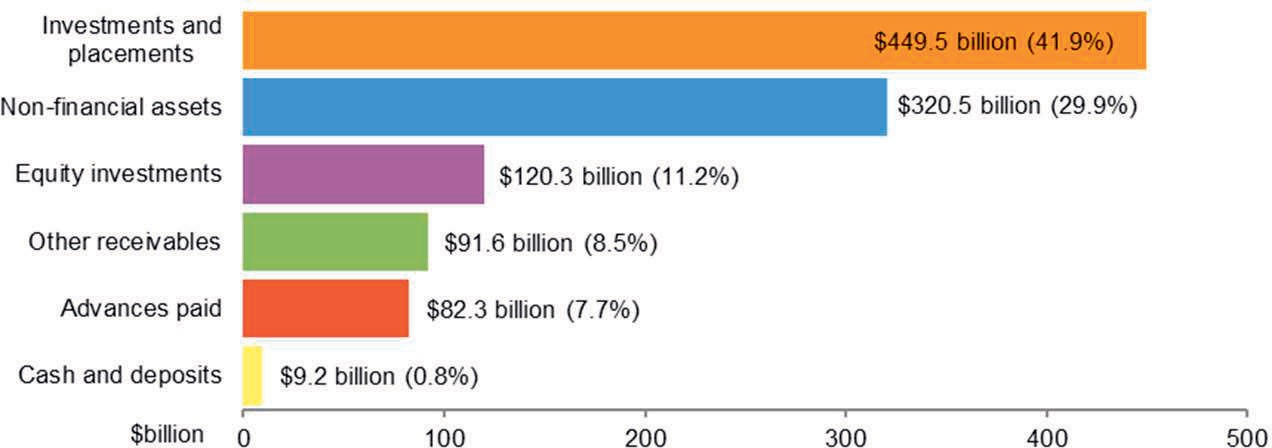 Investments and
placements
$449.5 billion (41.9%)
Non-financial assets
$320.5 billion (29.9%)
Equity investments
$120.3 billion (11.2%)
Other receivables
$91.6 billion (8.5%)
Advances paid
$82.3 billion (7.7%)
Cash and deposits
$9.2 billion (0.8%)
$billion 0 100 200 300 400 500